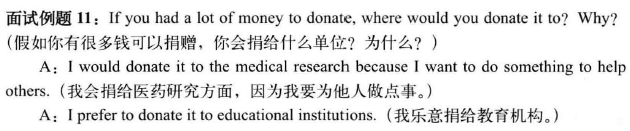 面试例题 11：If you had a lot of money to donate, where would you donate it to? Why?
（假如你有很多钱可以捐赠，你会捐给什么单位？为什么？）
A：I would donate it to the medical research because I want to do something to help
others.（我会捐给医药研究方面，因为我要为他人做点事。）
A：I prefer to donate it to educational institutions.（我乐意捐给教育机构。）